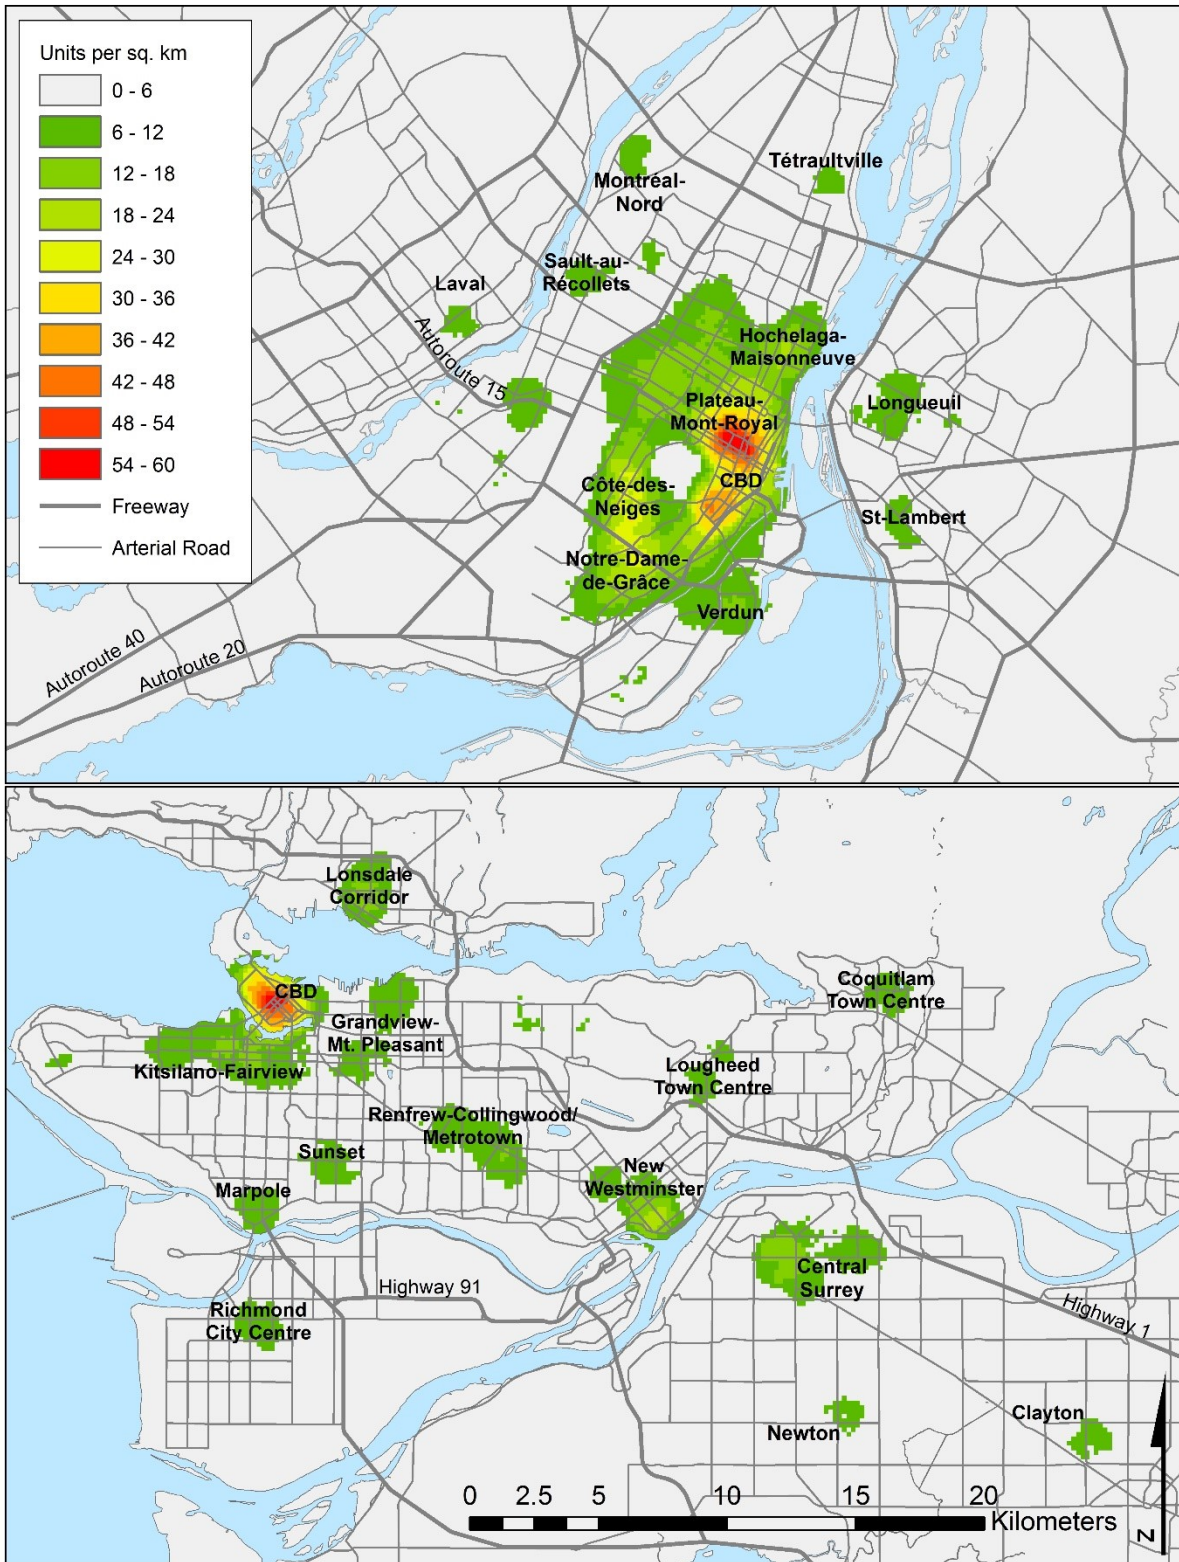 Units per sq. km
0 - 6
6 - 12
12 - 18
18 - 24
24 - 30
30 - 36
36 - 42
42 - 48
48 - 54
54 - 60
Freeway
Arterial Road
Montréal-
Nord
Tétraultville
Sault-au-
Récollets
Laval
Autoroute 15
Hochelaga-
Maisonneuve
Plateau-
Mont-Royal
Longueuil
CBD
Côte-des-
Neiges
St-Lambert
Notre-Dame-
de-Grâce
Verdun
Autoroute 40
Autoroute 20
Lonsdale
Corridor
CBD
Coquitlam
Town Centre
Grandview-
Mt. Pleasant
Kitsilano-Fairview
Lougheed
Town Centre
Renfrew-Collingwood/
Metrotown
Sunset
New
Westminster
Marpole
Central
Surrey
Highway 91
Richmond
City Centre
Highway 1
Newton
Clayton
0 2.5 5 10 15 20
Kilometers
N